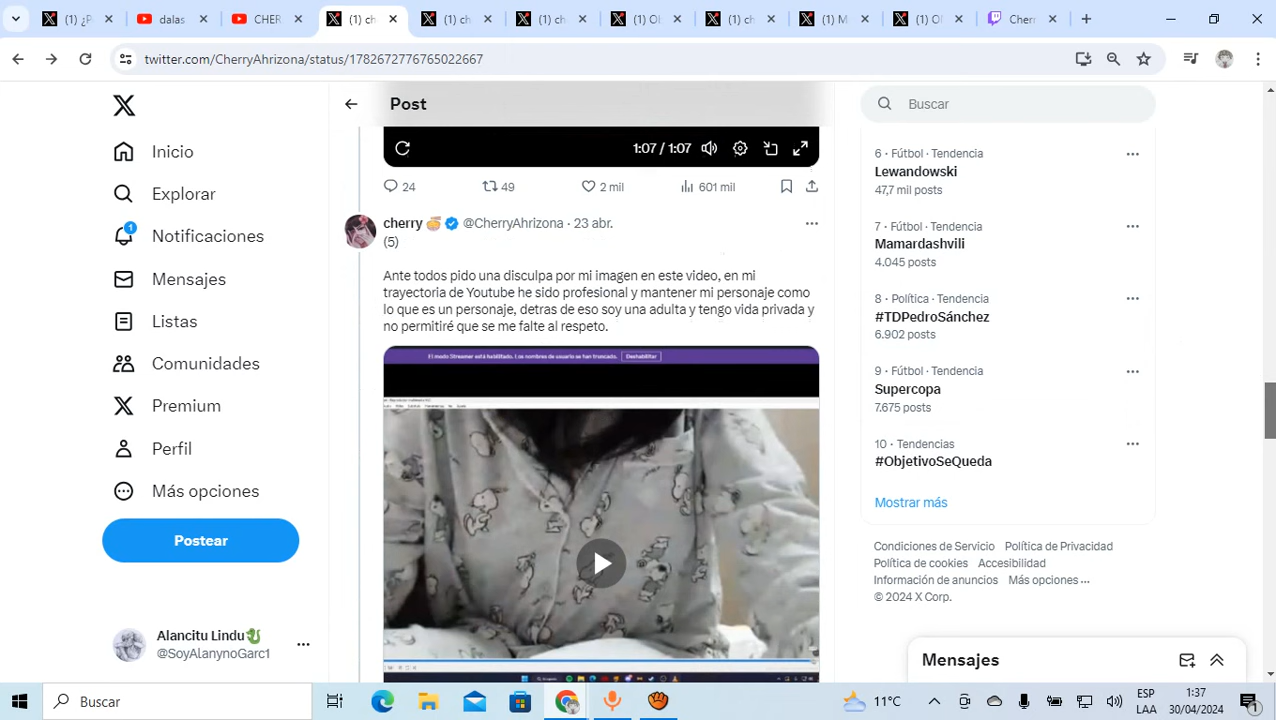 (1) ¿
dalas
CHER
(1) che
(1) ch
(1) ch
(1) Ol
(1) ch
(1) M
(1) Ol
Cherr
twitter.com/CherryAhrizona/status/1782672776765022667
Post
Buscar
Inicio
Explorar
1
Notificaciones
Mensajes
Listas
Comunidades
Premium
Perfil
Más opciones
Postear
Alancitu Lindu
@SoyAlanynoGarc1
1:07 / 1:07
24
49
2 mil
601 mil
cherry @CherryAhrizona · 23 abr.
(5)
Ante todos pido una disculpa por mi imagen en este video, en mi
trayectoria de Youtube he sido profesional y mantener mi personaje como
lo que es un personaje, detras de eso soy una adulta y tengo vida privada y
no permitiré que se me falte al respeto.
El modo Streamer está habilitado. Los nombres de usuario se han truncado. Deshabilitar
6 · Fútbol · Tendencia
Lewandowski
47,7 mil posts
7 · Fútbol · Tendencia
Mamardashvili
4.045 posts
8 · Política · Tendencia
#TDPedroSánchez
6.902 posts
9 · Fútbol · Tendencia
Supercopa
7.675 posts
10 · Tendencias
#ObjetivoSeQueda
Mostrar más
Condiciones de Servicio Política de Privacidad
Política de cookies Accesibilidad
Información de anuncios Más opciones ···
© 2024 X Corp.
Mensajes
Buscar
11°C
ESP
LAA
1:37
30/04/2024
1